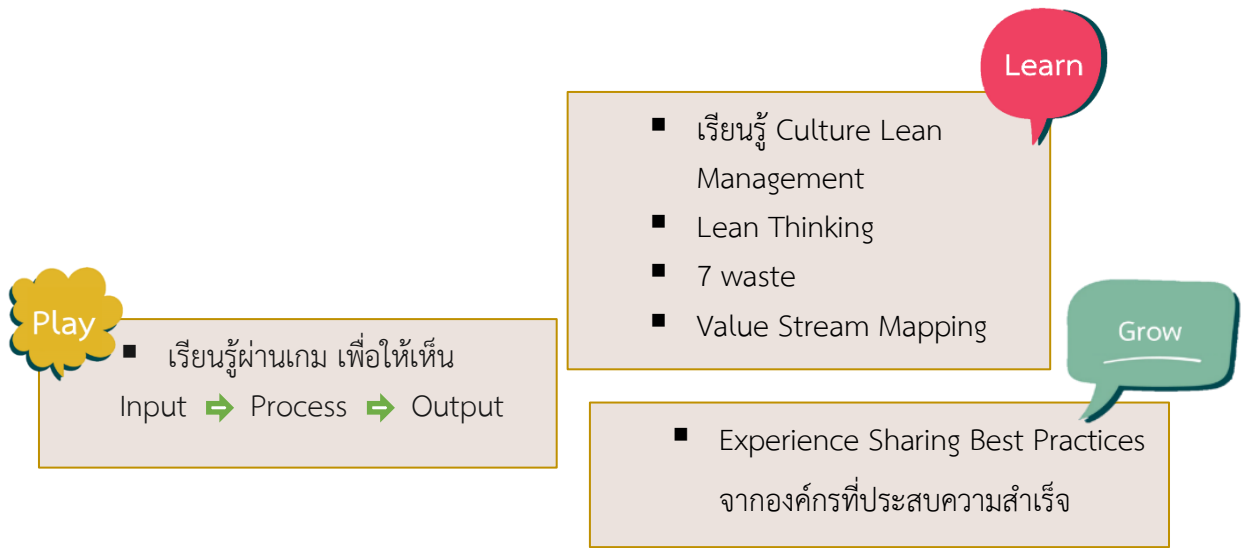 Play
■ เรียนรู้ผ่านเกม เพื่อให้เห็น
Input ⇨ Process ⇨ Output
Learn
■ เรียนรู้ Culture Lean
Management
■ Lean Thinking
■ 7 waste
■ Value Stream Mapping
Grow
■ Experience Sharing Best Practices
จากองค์กรที่ประสบความสำเร็จ